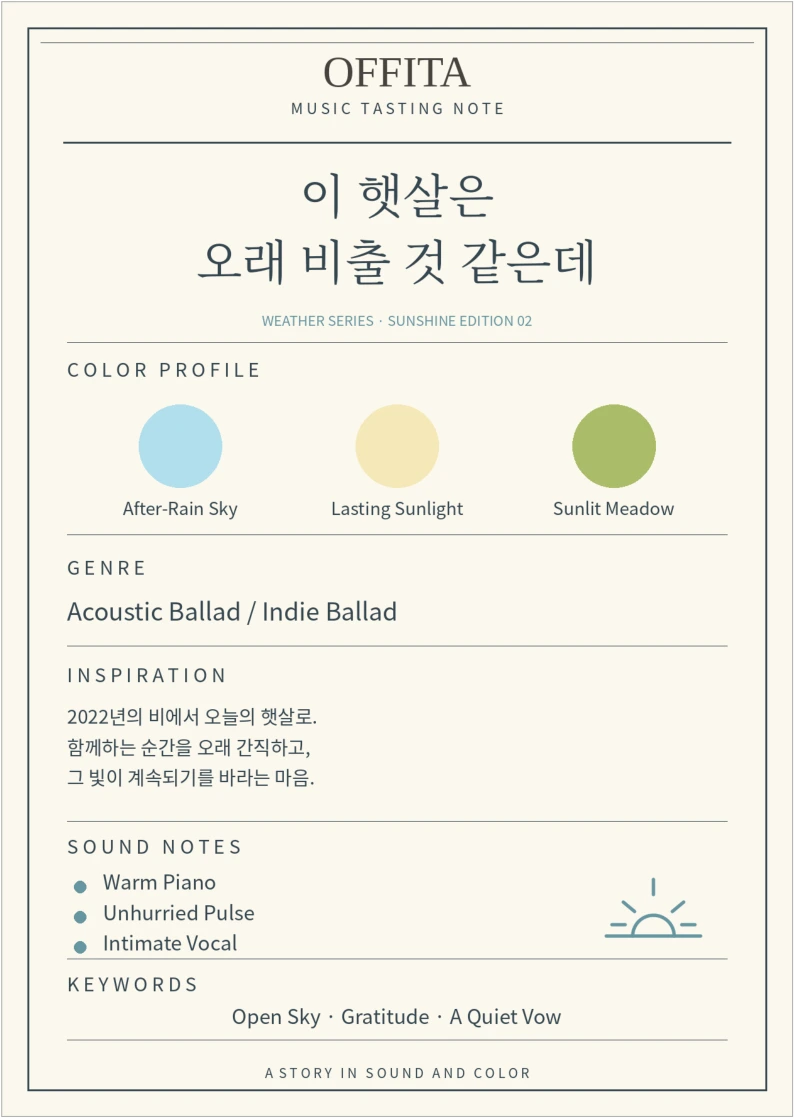 OFFITA
MUSIC TASTING NOTE
이 햇살은
오래 비출 것 같은데
WEATHER SERIES · SUNSHINE EDITION 02
COLOR PROFILE
After-Rain Sky Lasting Sunlight Sunlit Meadow
GENRE
Acoustic Ballad / Indie Ballad
INSPIRATION
2022년의 비에서 오늘의 햇살로.
함께하는 순간을 오래 간직하고,
그 빛이 계속되기를 바라는 마음.
SOUND NOTES
Warm Piano
Unhurried Pulse
Intimate Vocal
KEYWORDS
Open Sky · Gratitude · A Quiet Vow
A STORY IN SOUND AND COLOR